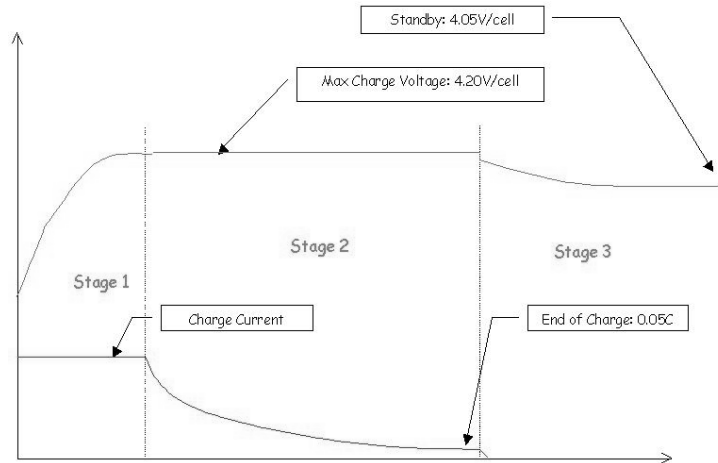 Standby: 4.05V/cell
Max Charge Voltage: 4.20V/cell
Stage 2
Stage 3
Stage 1
Charge Current
End of Charge: 0.05C